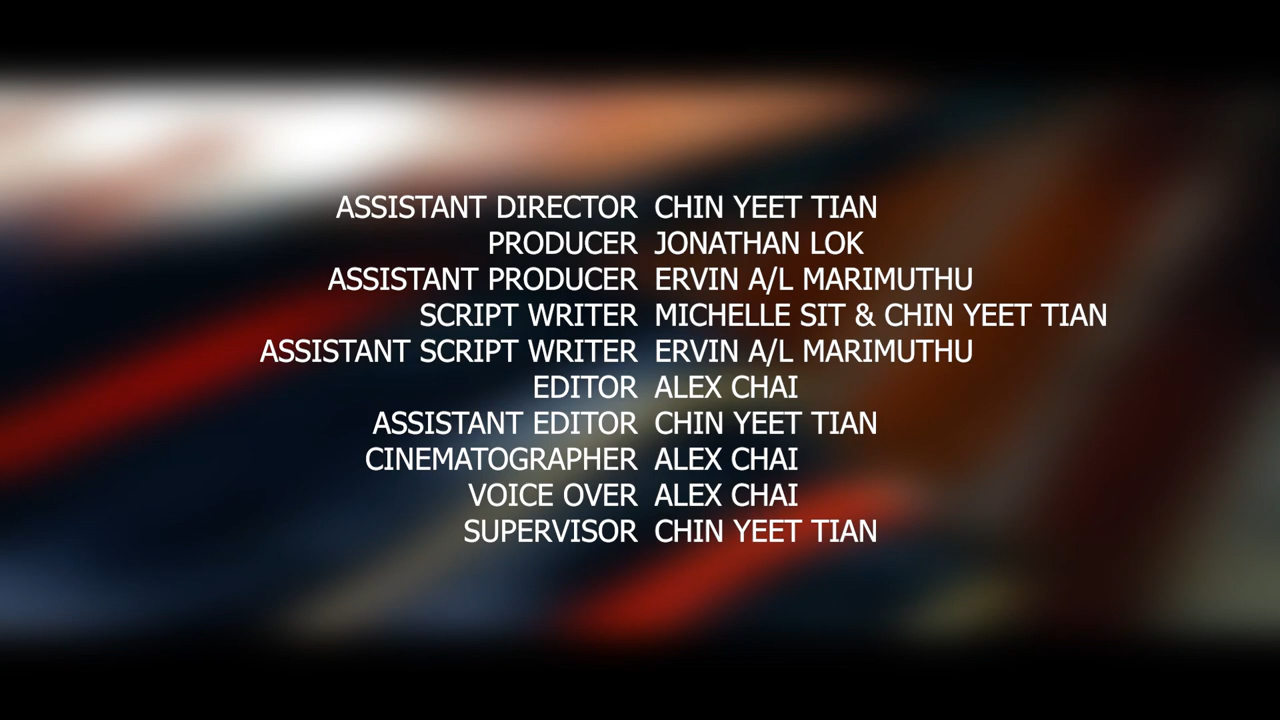 ASSISTANT DIRECTOR CHIN YEET TIAN
PRODUCER JONATHAN LOK
ASSISTANT PRODUCER ERVIN A/L MARIMUTHU
SCRIPT WRITER MICHELLE SIT & CHIN YEET TIAN
ASSISTANT SCRIPT WRITER ERVIN A/L MARIMUTHU
EDITOR ALEX CHAI
ASSISTANT EDITOR CHIN YEET TIAN
CINEMATOGRAPHER ALEX CHAI
VOICE OVER ALEX CHAI
SUPERVISOR CHIN YEET TIAN